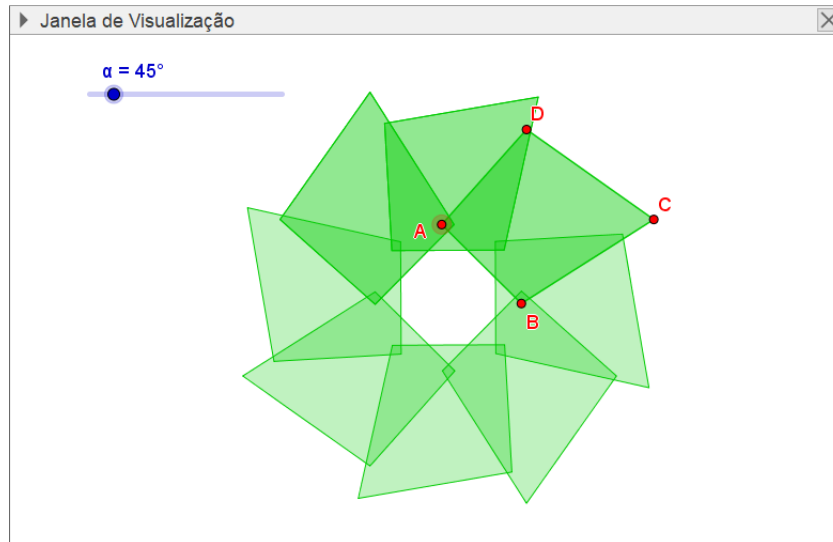 Janela de Visualização
α = 45°
D
C
A
B